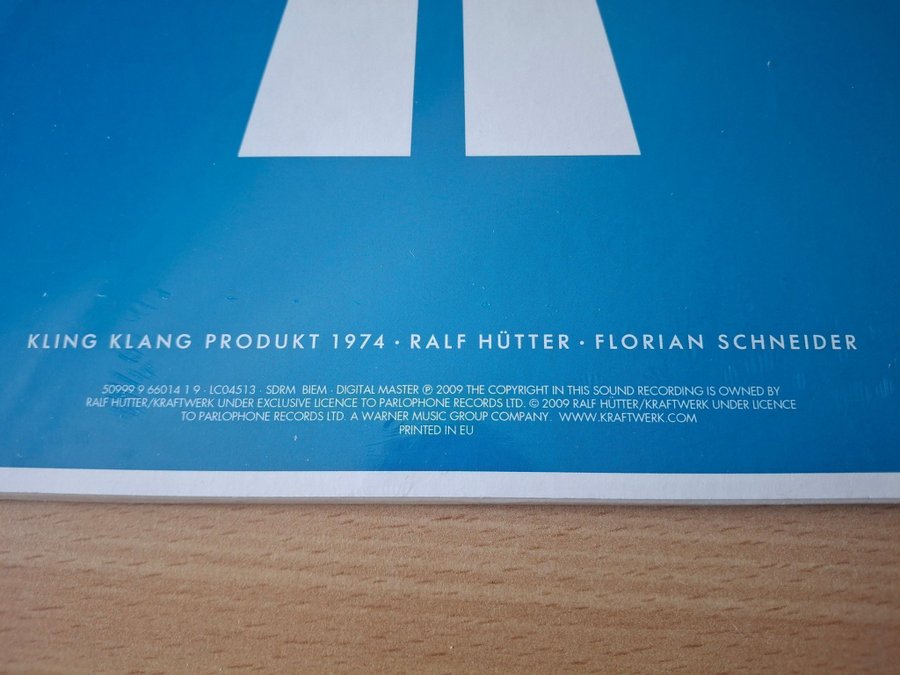 KLING KLANG PRODUKT 1974 · RALF HÜTTER · FLORIAN SCHNEIDER
50999 9 66014 1 9 · LC04513 · SDRM BIEM · DIGITAL MASTER ℗ 2009 THE COPYRIGHT IN THIS SOUND RECORDING IS OWNED BY
RALF HÜTTER/KRAFTWERK UNDER EXCLUSIVE LICENCE TO PARLOPHONE RECORDS LTD. © 2009 RALF HÜTTER/KRAFTWERK UNDER LICENCE
TO PARLOPHONE RECORDS LTD. A WARNER MUSIC GROUP COMPANY. WWW.KRAFTWERK.COM
PRINTED IN EU